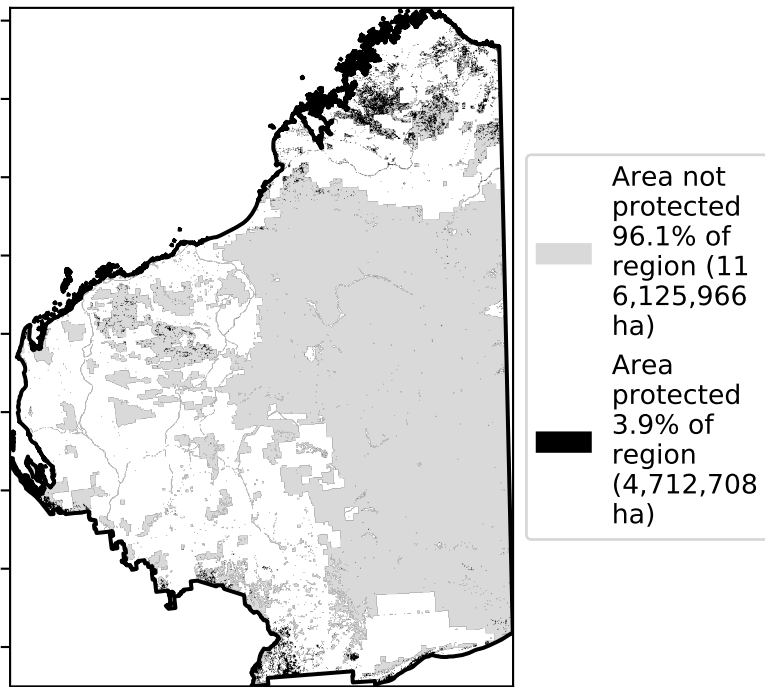 Area not
protected
96.1% of
region (11
6,125,966
ha)
Area
protected
3.9% of
region
(4,712,708
ha)